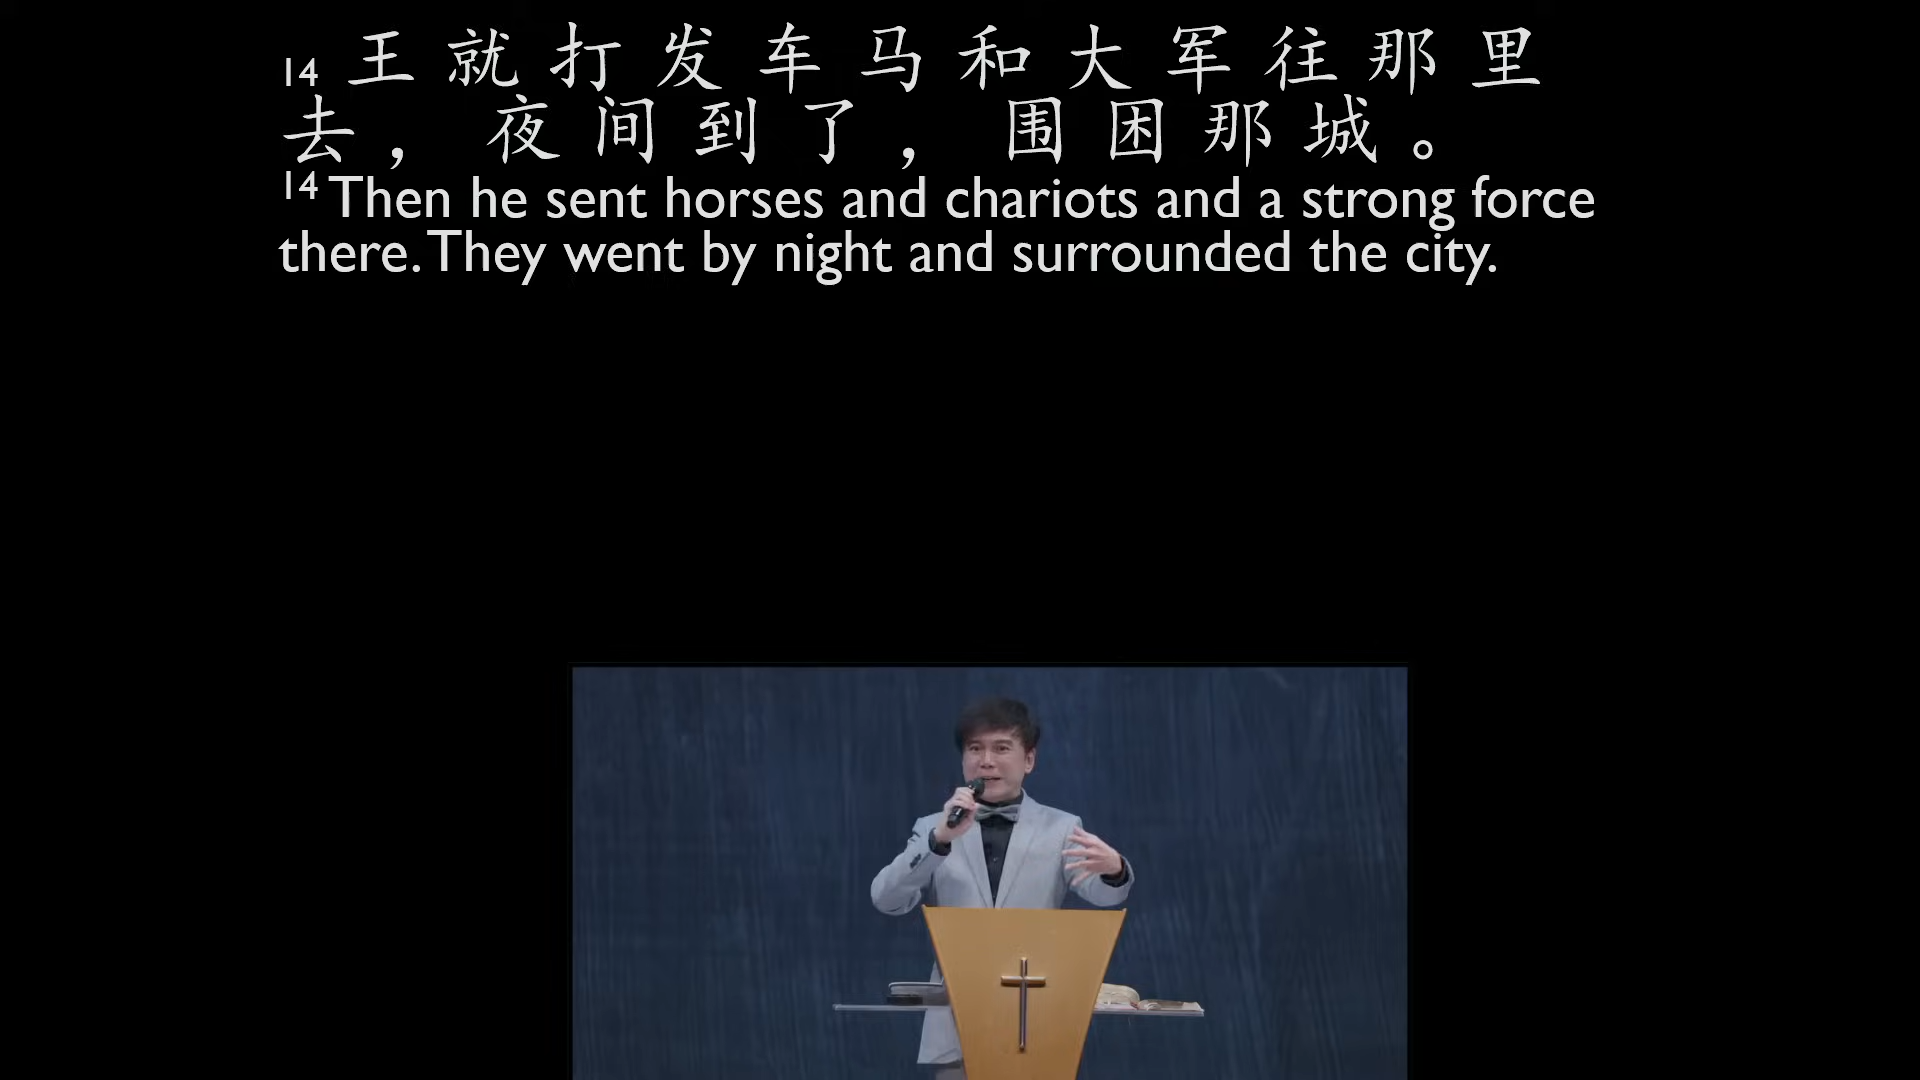 14 王就打发车马和大军往那里
去，夜间到了，围困那城。
14 Then he sent horses and chariots and a strong force
there. They went by night and surrounded the city.